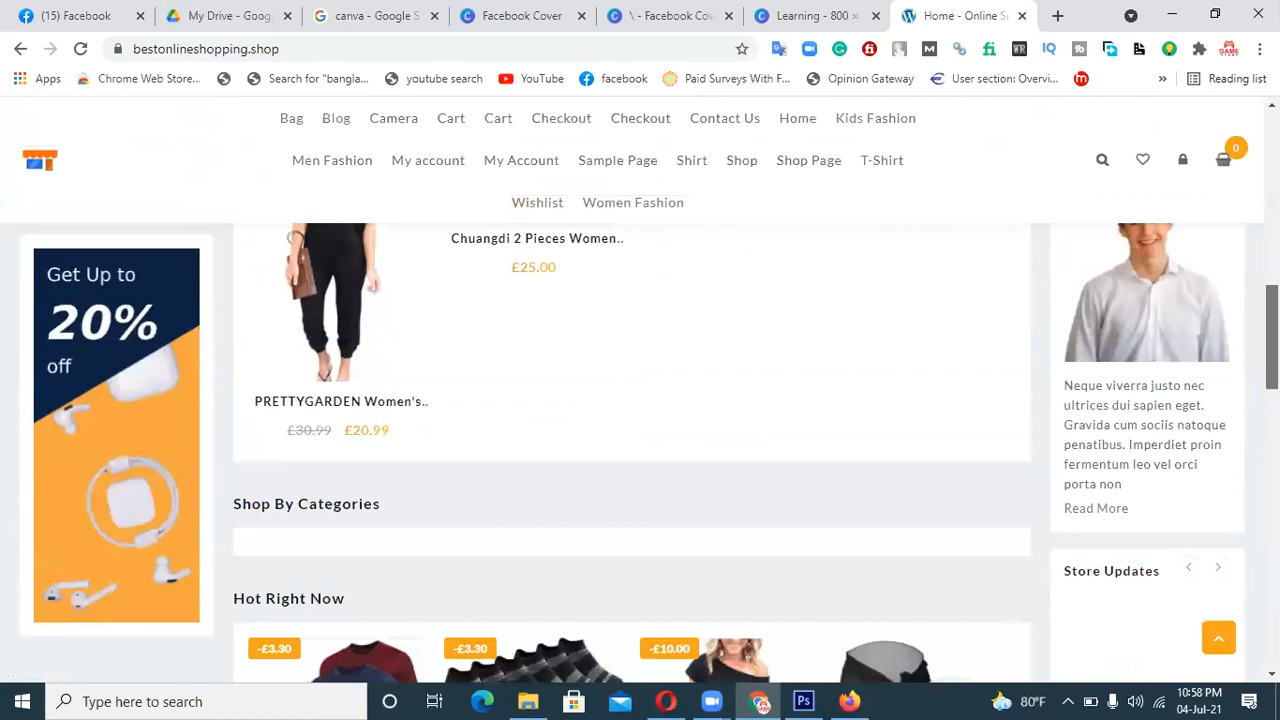 (15) Facebook
My Drive - Goog
canva - Google S
Facebook Cover
\ - Facebook Cov
Learning - 800 ×
Home - Online S
bestonlineshopping.shop
Apps
Chrome Web Store...
Search for "bangla...
youtube:search
YouTube
facebook
Paid Surveys With F...
Opinion Gateway
User section: Overvi...
»
Reading list
Bag Blog Camera Cart Cart Checkout Checkout Contact Us Home Kids Fashion
Men Fashion My account My Account Sample Page Shirt Shop Shop Page T-Shirt
0
Wishlist Women Fashion
Get Up to
20%
off
Chuangdi 2 Pieces Women..
£25.00
PRETTYGARDEN Women's..
£30.99 £20.99
Shop By Categories
Hot Right Now
-£3.30
-£3.30
-£10.00
Neque viverra justo nec
ultrices dui sapien eget.
Gravida cum sociis natoque
penatibus. Imperdiet proin
fermentum leo vel orci
porta non
Read More
Store Updates
Type here to search
80°F
10:58 PM
04-Jul-21